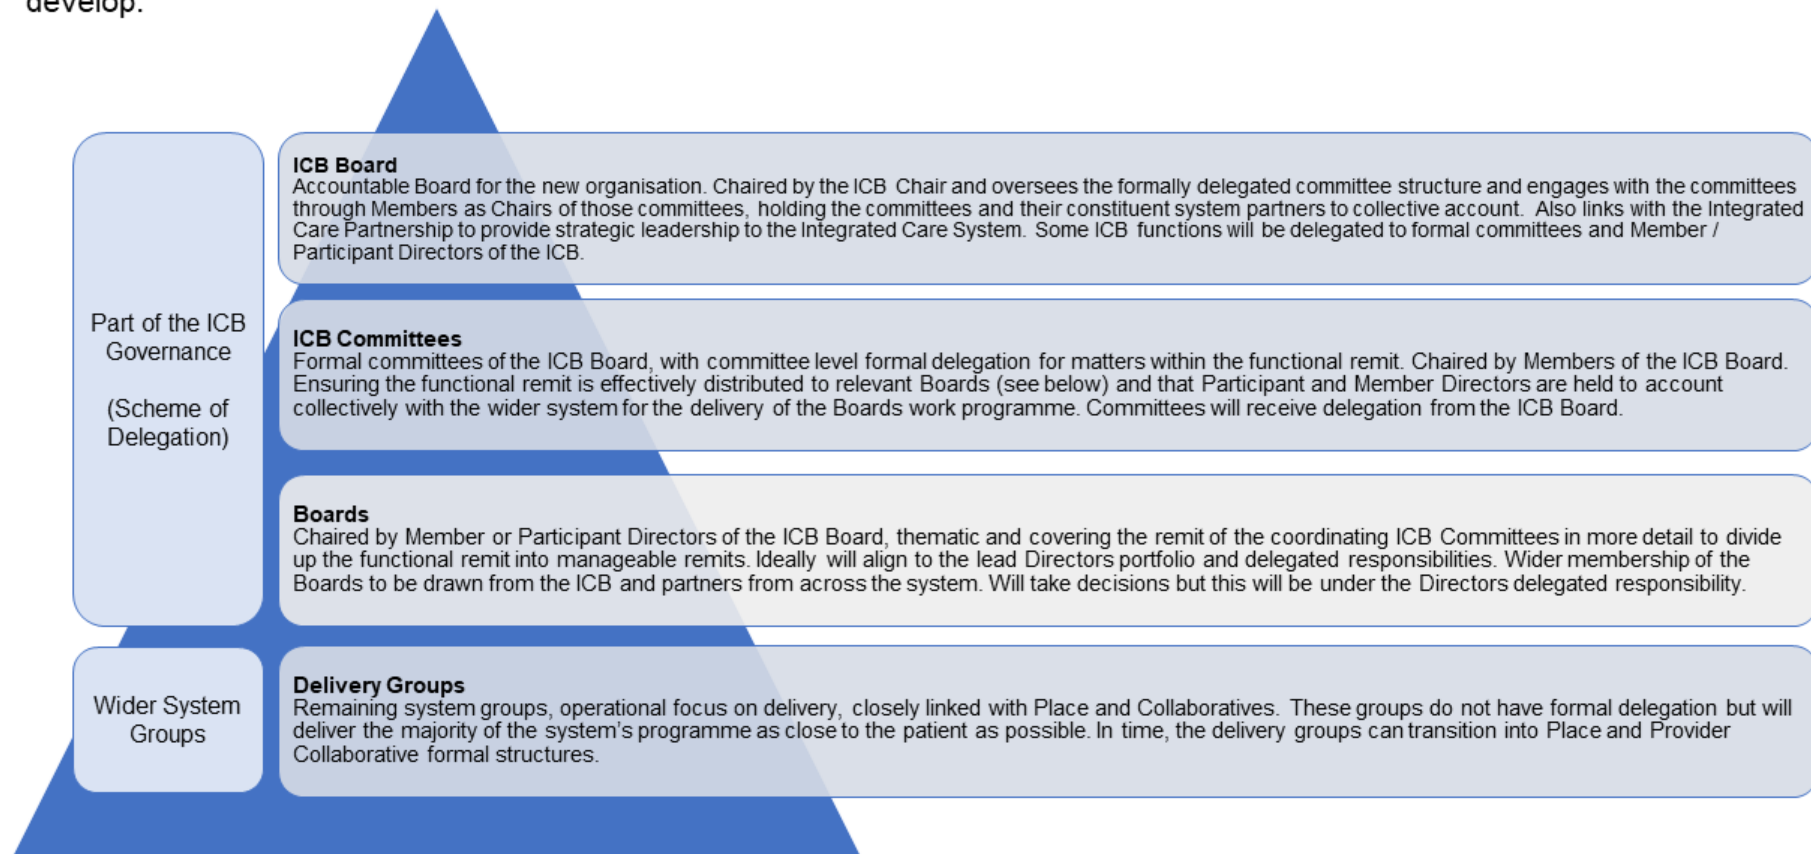 develop.
Part of the ICB
Governance
(Scheme of
Delegation)
ICB Board
Accountable Board for the new organisation. Chaired by the ICB Chair and oversees the formally delegated committee structure and engages with the committees
through Members as Chairs of those committees, holding the committees and their constituent system partners to collective account. Also links with the Integrated
Care Partnership to provide strategic leadership to the Integrated Care System. Some ICB functions will be delegated to formal committees and Member /
Participant Directors of the ICB.
ICB Committees
Formal committees of the ICB Board, with committee level formal delegation for matters within the functional remit. Chaired by Members of the ICB Board.
Ensuring the functional remit is effectively distributed to relevant Boards (see below) and that Participant and Member Directors are held to account
collectively with the wider system for the delivery of the Boards work programme. Committees will receive delegation from the ICB Board.
Boards
Chaired by Member or Participant Directors of the ICB Board, thematic and covering the remit of the coordinating ICB Committees in more detail to divide
up the functional remit into manageable remits. Ideally will align to the lead Directors portfolio and delegated responsibilities. Wider membership of the
Boards to be drawn from the ICB and partners from across the system. Will take decisions but this will be under the Directors delegated responsibility.
Wider System
Groups
Delivery Groups
Remaining system groups, operational focus on delivery, closely linked with Place and Collaboratives. These groups do not have formal delegation but will
deliver the majority of the system's programme as close to the patient as possible. In time, the delivery groups can transition into Place and Provider
Collaborative formal structures.